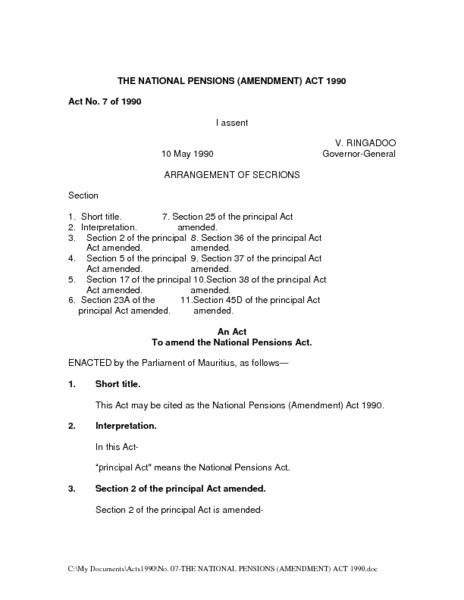 THE NATIONAL PENSIONS (AMENDMENT) ACT 1990
Act No. 7 of 1990
I assent
V. RINGADOO
10 May 1990 Governor-General
ARRANGEMENT OF SECRIONS
Section
1. Short title. 7. Section 25 of the principal Act
2. Interpretation. amended.
3. Section 2 of the principal 8. Section 36 of the principal Act
Act amended. amended.
4. Section 5 of the principal 9. Section 37 of the principal Act
Act amended. amended.
5. Section 17 of the principal 10.Section 38 of the principal Act
Act amended. amended.
6. Section 23A of the 11.Section 45D of the principal Act
principal Act amended. amended.
An Act
To amend the National Pensions Act.
ENACTED by the Parliament of Mauritius, as follows—
1. Short title.
This Act may be cited as the National Pensions (Amendment) Act 1990.
2. Interpretation.
In this Act-
"principal Act" means the National Pensions Act.
3. Section 2 of the principal Act amended.
Section 2 of the principal Act is amended-
C:\My Documents\Acts1990\No. 07-THE NATIONAL PENSIONS (AMENDMENT) ACT 1990.doc